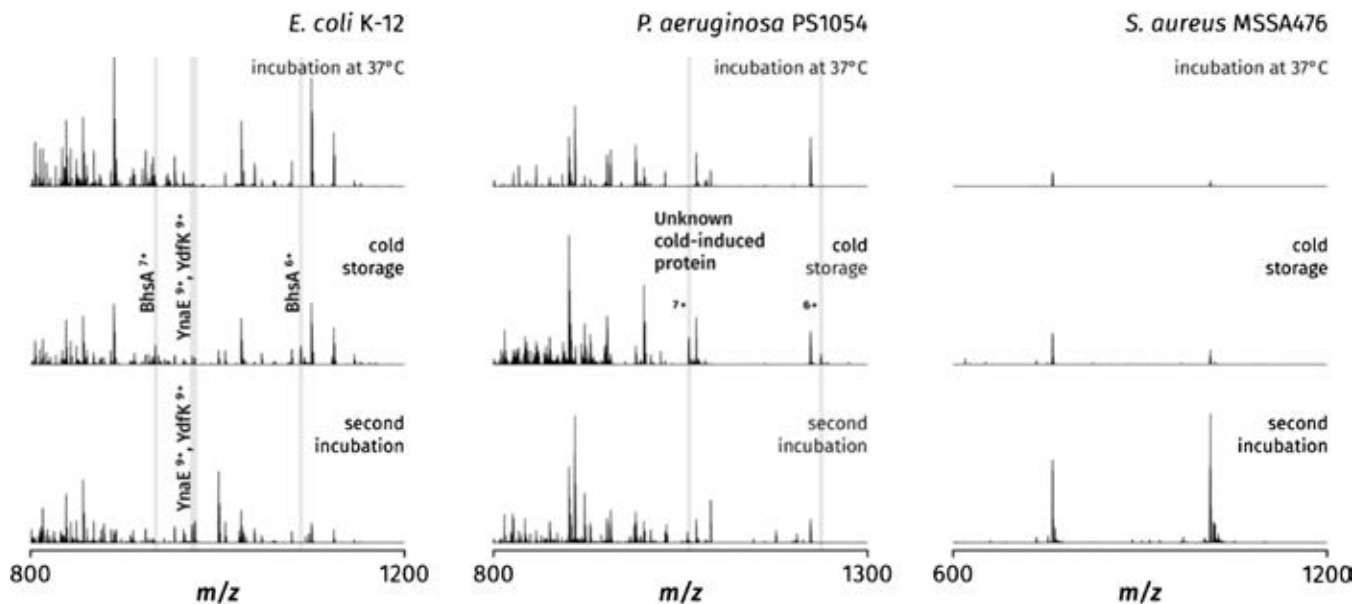 E. coli K-12
incubation at 37°C
BhsA 7+
YnaE 9+, YdfK 9+
BhsA 6+
cold
storage
YnaE 9+, YdfK 9+
second
incubation
800
1200
m/z
P. aeruginosa PS1054
incubation at 37°C
Unknown
cold-induced
protein
7+
6+
cold
storage
second
incubation
800
1300
m/z
S. aureus MSSA476
incubation at 37°C
cold
storage
second
incubation
600
1200
m/z